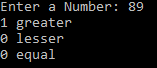 Enter a Number: 89
1 greater
0 lesser
0 equal